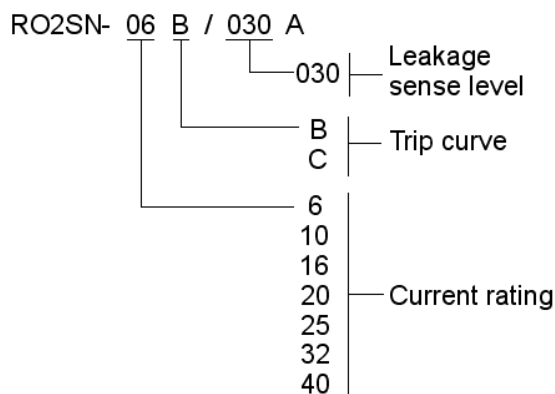 RO2SN- 06 B / 030 A
030
Leakage
sense level
B
C
Trip curve
6
10
16
20
25
32
40
Current rating